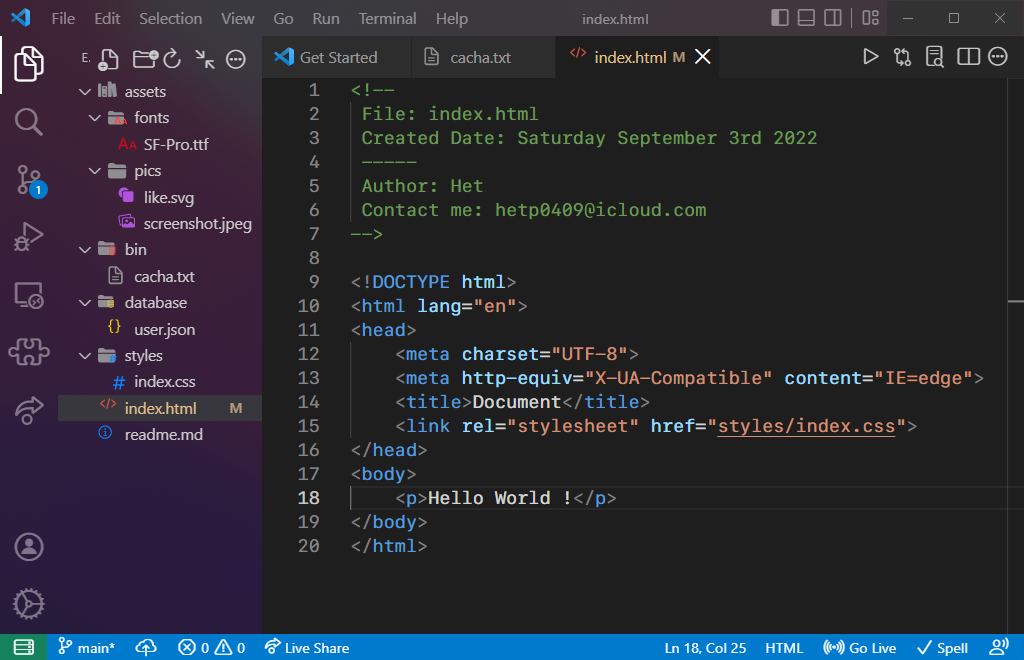 File Edit Selection View Go Run Terminal Help index.html
E.
Get Started cacha.txt index.html M
assets
fonts
SF-Pro.ttf
pics
like.svg
screenshot.jpeg
bin
cacha.txt
database
user.json
styles
index.css
index.html M
readme.md
1
1 <!--
2 File: index.html
3 Created Date: Saturday September 3rd 2022
4 -----
5 Author: Het
6 Contact me: hetp0409@icloud.com
7 -->
8
9 <!DOCTYPE html>
10 <html lang="en">
11 <head>
12 <meta charset="UTF-8">
13 <meta http-equiv="X-UA-Compatible" content="IE=edge">
14 <title>Document</title>
15 <link rel="stylesheet" href="styles/index.css">
16 </head>
17 <body>
18 <p>Hello World !</p>
19 </body>
20 </html>
main* 0 0 Live Share Ln 18, Col 25 HTML Go Live Spell